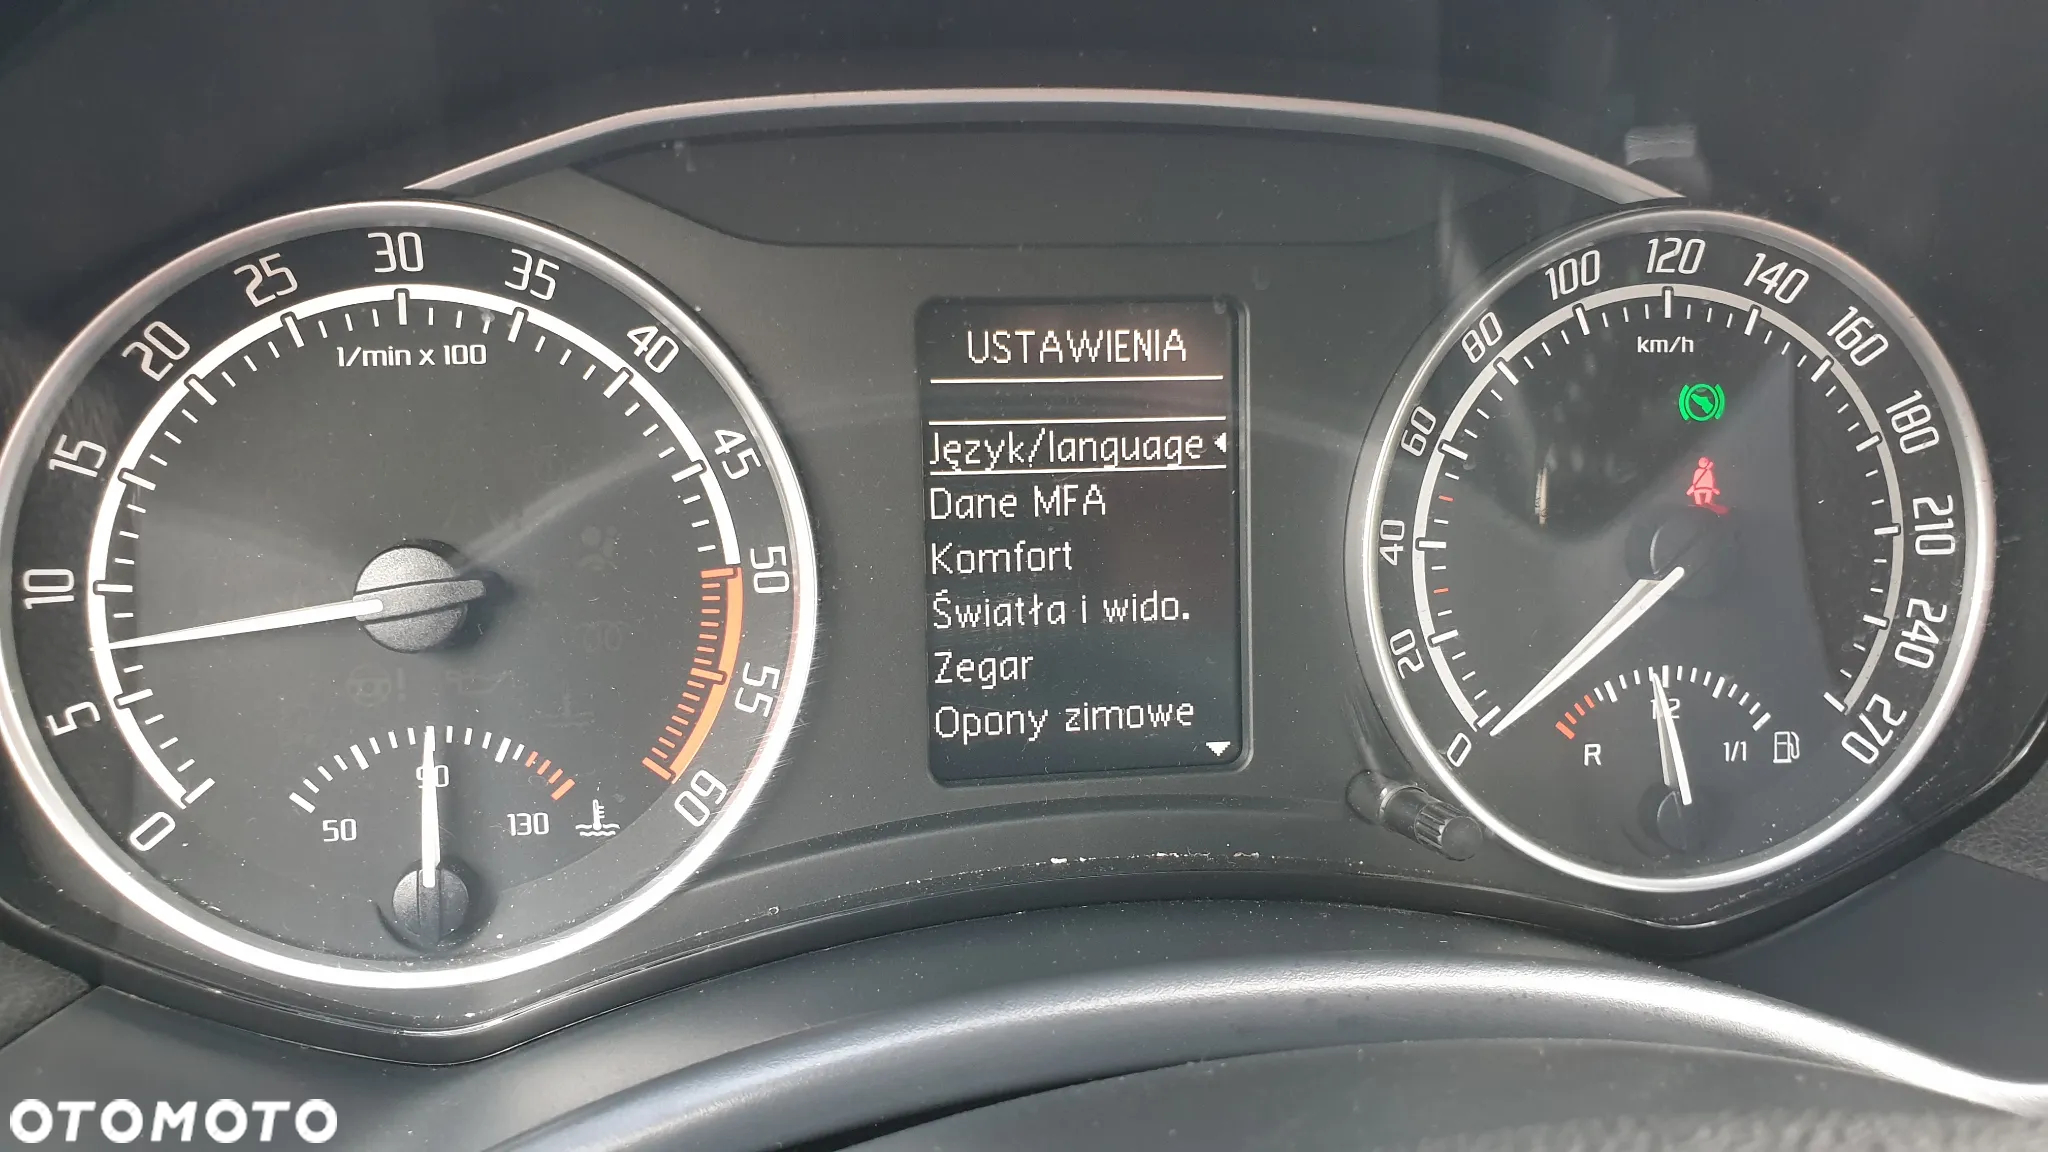 0
5
10
15
20
25
30
35
40
45
50
55
60
1/min x 100
50
90
130
USTAWIENIA
Język/language
Dane MFA
Komfort
Światła i wido.
Zegar
Opony zimowe
0
20
40
60
80
100
120
140
160
180
210
240
270
km/h
R
1/2
1/1
OTOMOTO